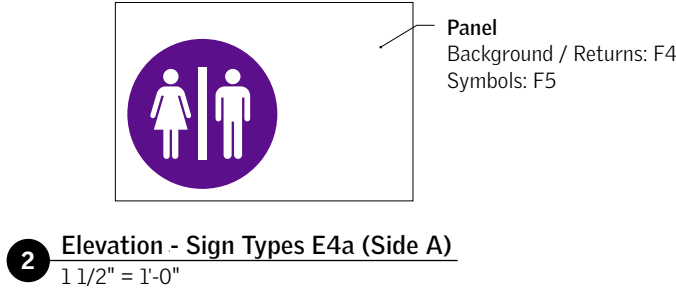 Panel
Background / Returns: F4
Symbols: F5
2
Elevation - Sign Types E4a (Side A)
1 1/2" = 1'-0"